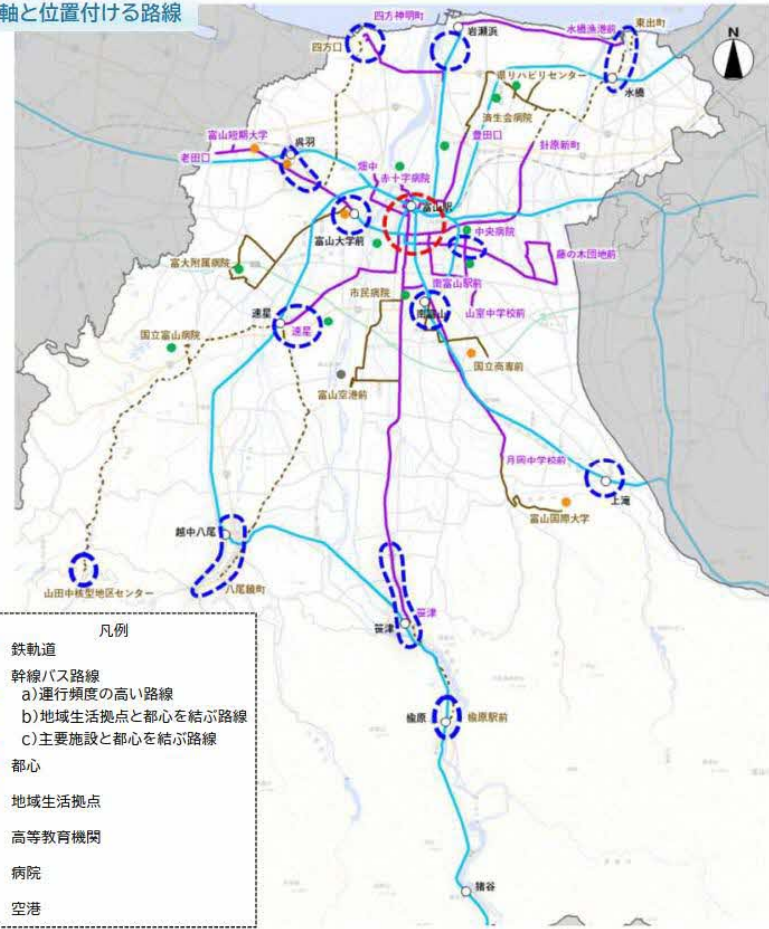 軸と位置付ける路線
四方神明町
岩瀬浜
水橋漁港前
東出町
N
四方口
県リハビリセンター
水橋
済生会病院
富山短期大学
呉羽
豊田口
針原新町
老田口
畑中
赤十字病院
富山駅
富山大学前
中央病院
藤の木団地前
富大附属病院
市民病院
南富山駅前
速星
速星
南富山
山室中学校前
国立富山病院
国立高専前
富山空港前
月岡中学校前
上滝
富山国際大学
越中八尾
山田中核型地区センター
八尾鏡町
笹津
笹津
楡原
楡原駅前
猪谷
凡例
鉄軌道
幹線バス路線
a)運行頻度の高い路線
b)地域生活拠点と都心を結ぶ路線
c)主要施設と都心を結ぶ路線
都心
地域生活拠点
高等教育機関
病院
空港